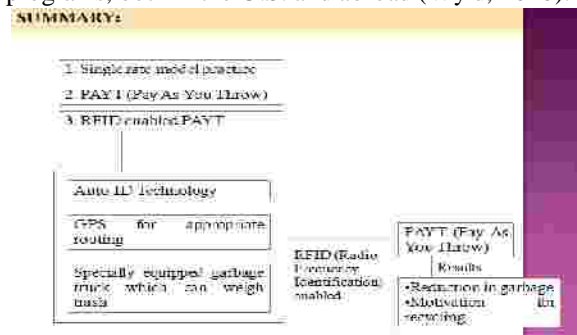 SUMMARY:
1. Single rate model practice
2. PAYT (Pay As You Throw)
3. RFID enabled PAYT
Auto ID Technology
GPS for appropriate
routing
Specially equipped garbage
truck which can weigh
trash
RFID (Radio
Frequency
Identification)
enabled
PAYT (Pay As
You Throw)
Results
•Reduction in garbage
•Motivation for
recycling